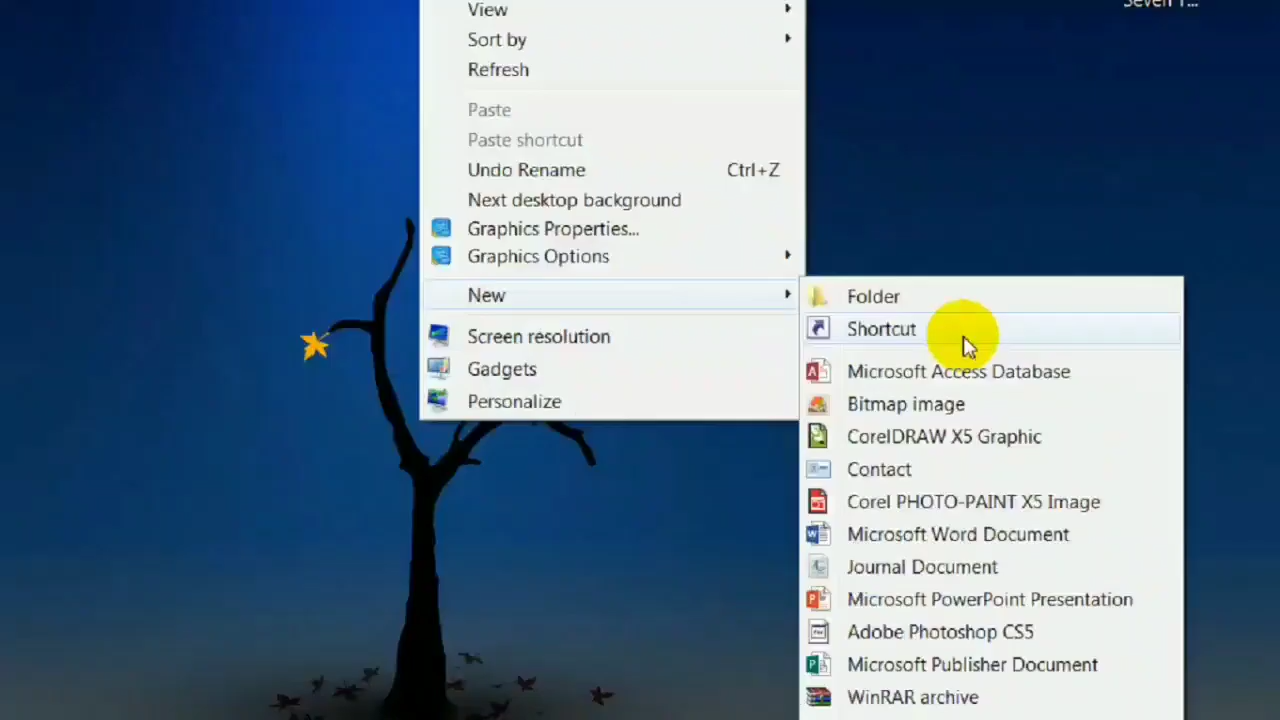 Seven T...
View
Sort by
Refresh
Paste
Paste shortcut
Undo Rename Ctrl+Z
Next desktop background
Graphics Properties...
Graphics Options
New
Screen resolution
Gadgets
Personalize
Folder
Shortcut
Microsoft Access Database
Bitmap image
CorelDRAW X5 Graphic
Contact
Corel PHOTO-PAINT X5 Image
Microsoft Word Document
Journal Document
Microsoft PowerPoint Presentation
Adobe Photoshop CS5
Microsoft Publisher Document
WinRAR archive